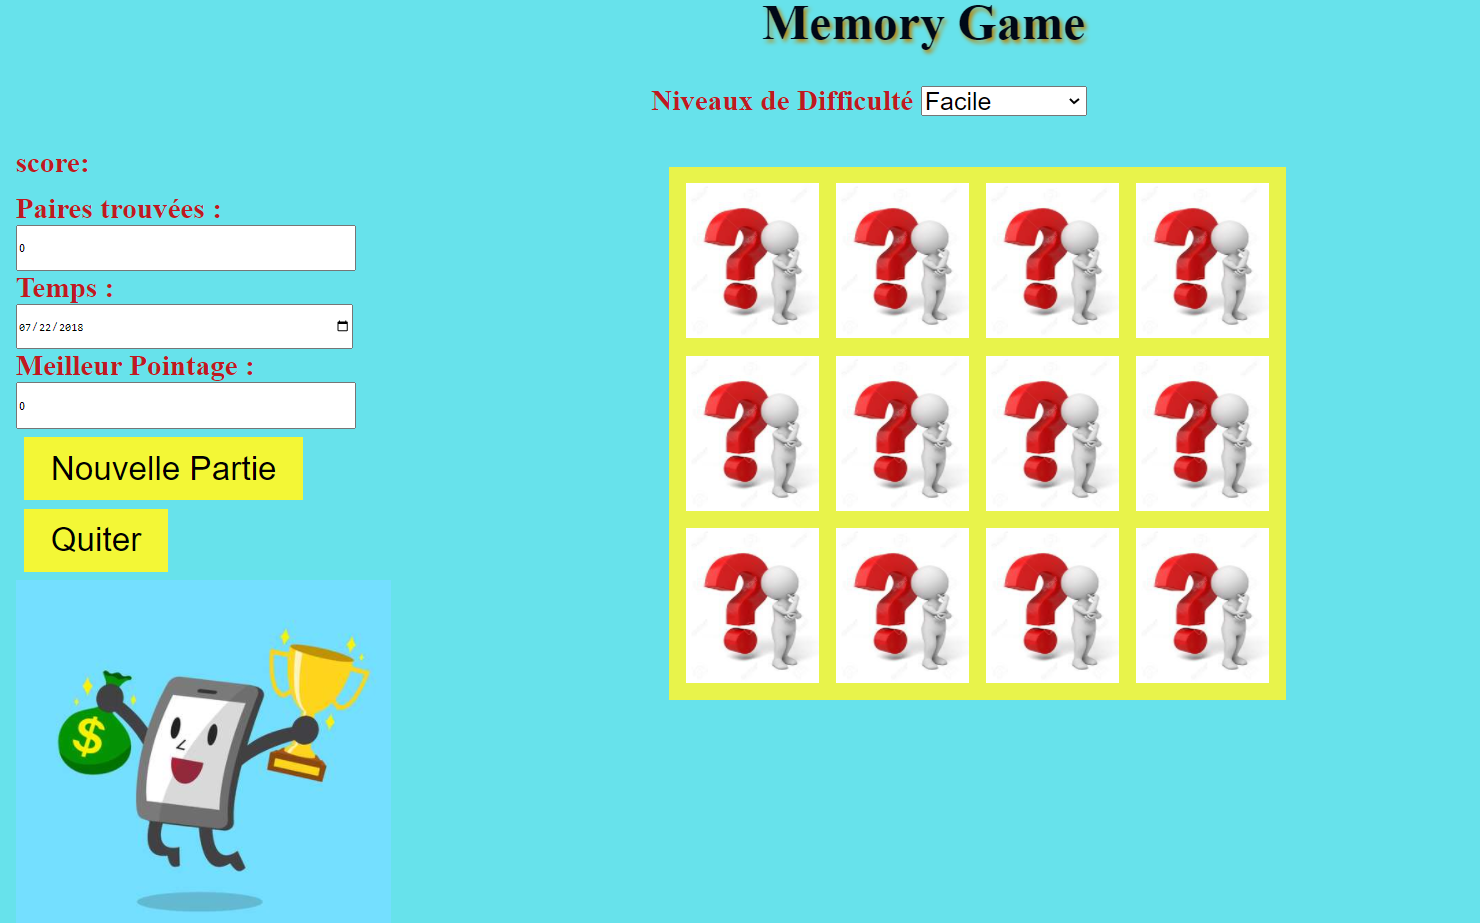 Memory Game
Niveaux de Difficulté Facile
score:
Paires trouvées :
0
Temps :
07/22/2018
Meilleur Pointage :
0
Nouvelle Partie
Quiter
$